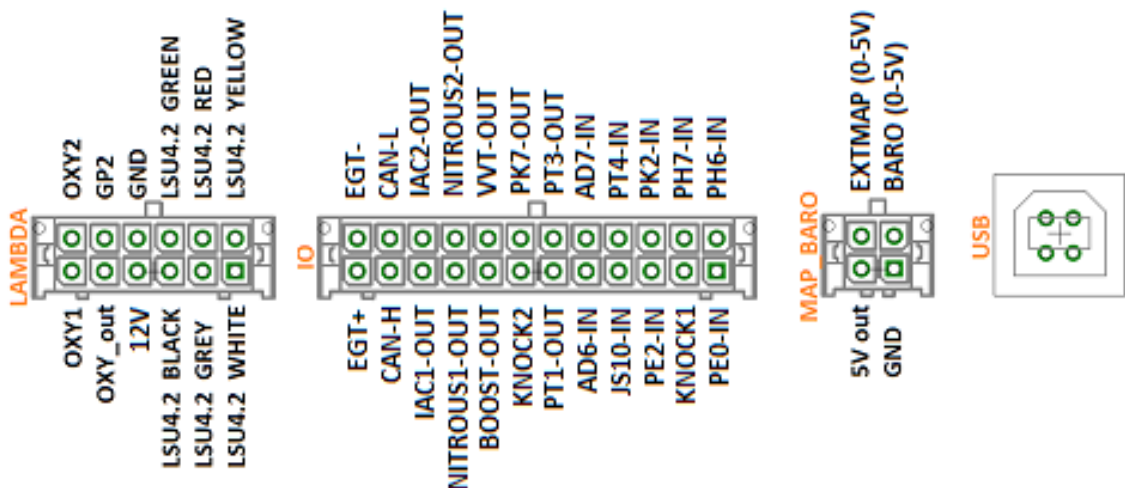 LAMBDA
OXY2
GP2
GND
LSU4.2 GREEN
LSU4.2 RED
LSU4.2 YELLOW
OXY1
OXY_out
12V
LSU4.2 BLACK
LSU4.2 GREY
LSU4.2 WHITE
IO
EGT-
CAN-L
IAC2-OUT
NITROUS2-OUT
VVT-OUT
PK7-OUT
PT3-OUT
AD7-IN
PT4-IN
PK2-IN
PH7-IN
PH6-IN
EGT+
CAN-H
IAC1-OUT
NITROUS1-OUT
BOOST-OUT
KNOCK2
PT1-OUT
AD6-IN
JS10-IN
PE2-IN
KNOCK1
PE0-IN
MAP_BARO
EXTMAP (0-5V)
BARO (0-5V)
5V out
GND
USB